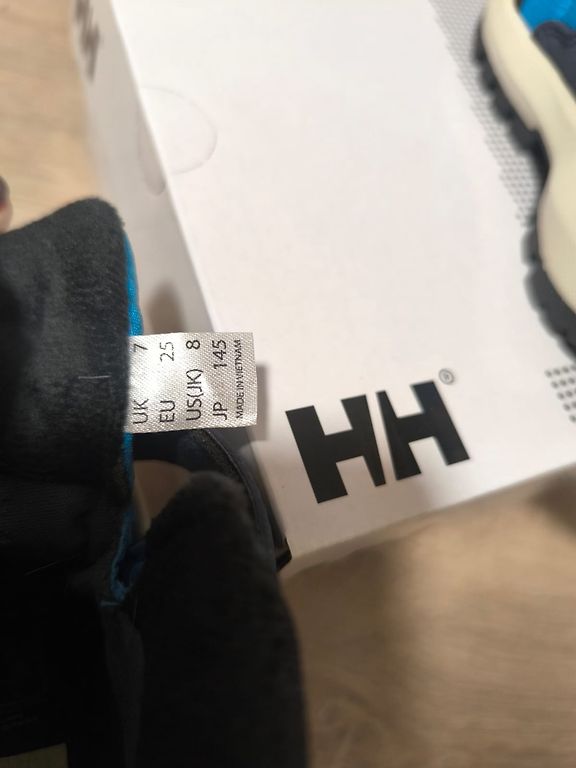 UK 7
EU 25
US(JK) 8
JP 145
MADE IN VIETNAM
HH®